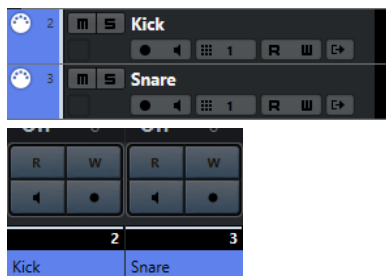 2 m S Kick
1 R W
3 m S Snare
1 R W
R W R W
2 3
Kick Snare